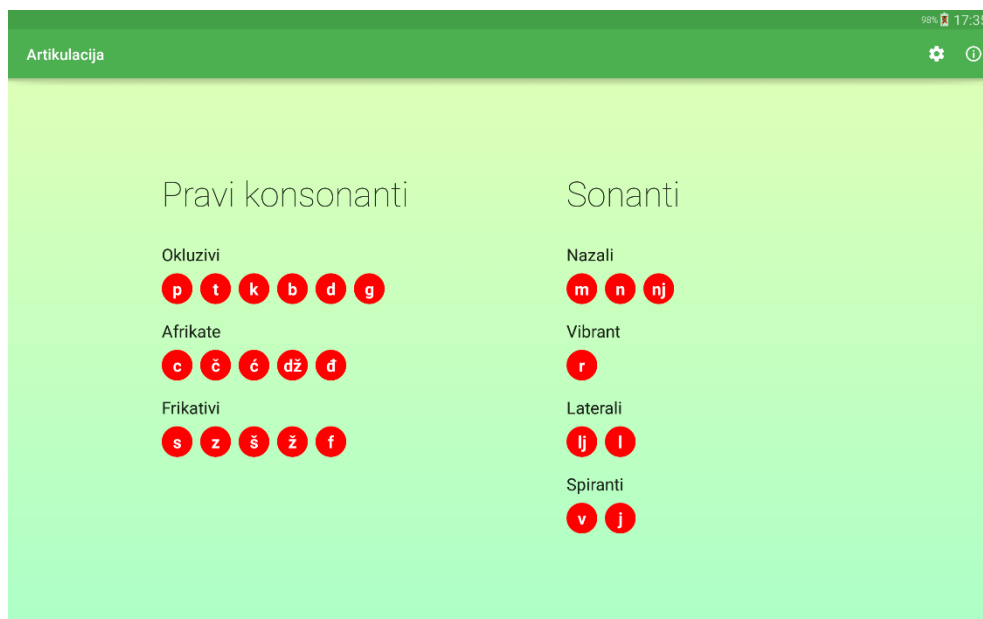 98% 17:35
Artikulacija
Pravi konsonanti
Okluzivi
p t k b d g
Afrikate
c č ć dž đ
Frikativi
s z š ž f
Sonanti
Nazali
m n nj
Vibrant
r
Laterali
lj l
Spiranti
v j